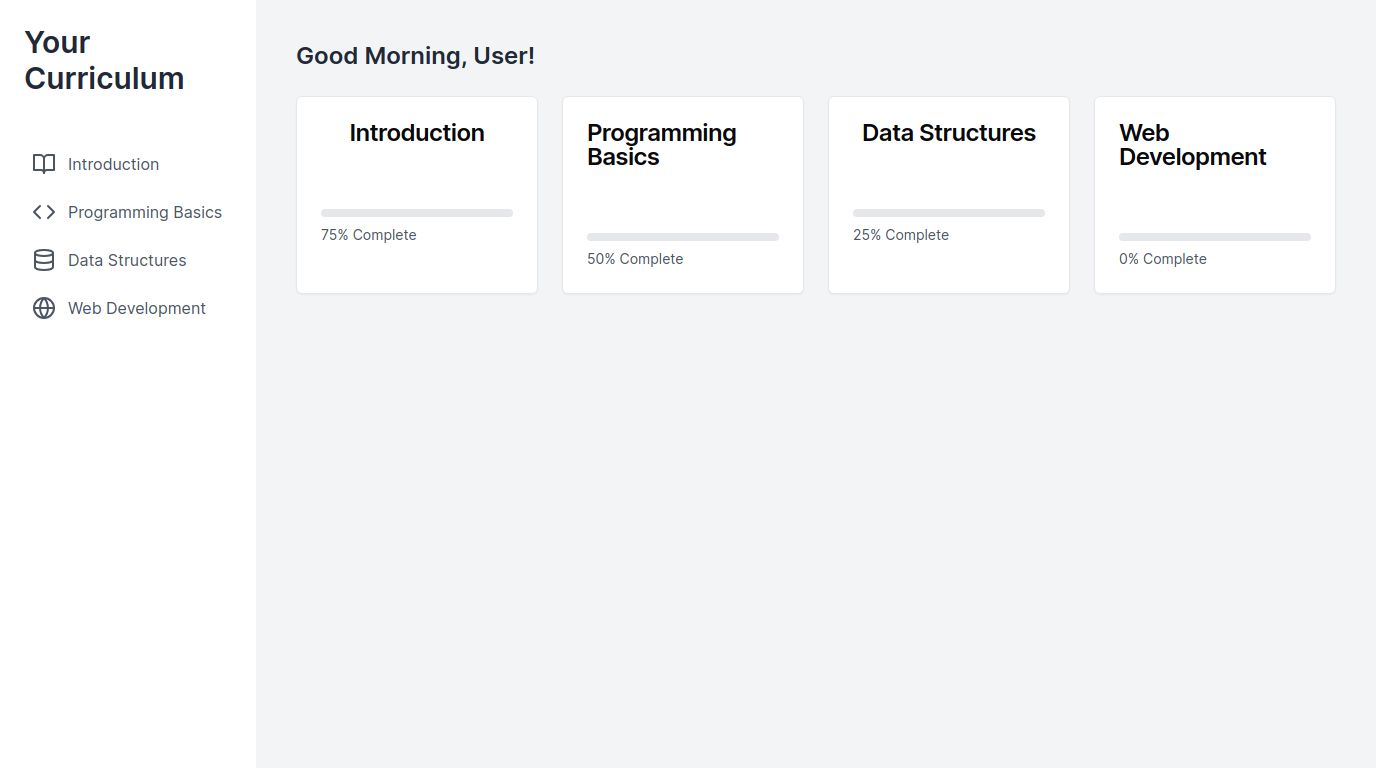 Your
Curriculum
Introduction
Programming Basics
Data Structures
Web Development
Good Morning, User!
Introduction
75% Complete
Programming
Basics
50% Complete
Data Structures
25% Complete
Web
Development
0% Complete